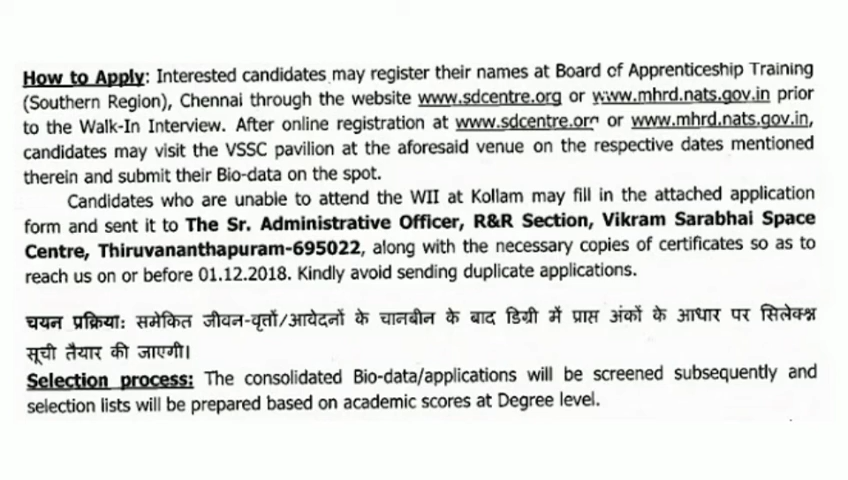 How to Apply: Interested candidates may register their names at Board of Apprenticeship Training
(Southern Region), Chennai through the website www.sdcentre.org or www.mhrd.nats.gov.in prior
to the Walk-In Interview. After online registration at www.sdcentre.org or www.mhrd.nats.gov.in,
candidates may visit the VSSC pavilion at the aforesaid venue on the respective dates mentioned
therein and submit their Bio-data on the spot.
Candidates who are unable to attend the WII at Kollam may fill in the attached application
form and sent it to The Sr. Administrative Officer, R&R Section, Vikram Sarabhai Space
Centre, Thiruvananthapuram-695022, along with the necessary copies of certificates so as to
reach us on or before 01.12.2018. Kindly avoid sending duplicate applications.
चयन प्रक्रिया: समेकित जीवन-वृत्तों/आवेदनों के चानबीन के बाद डिग्री में प्राप्त अंकों के आधार पर सिलेक्श्न
सूची तैयार की जाएगी।
Selection process: The consolidated Bio-data/applications will be screened subsequently and
selection lists will be prepared based on academic scores at Degree level.